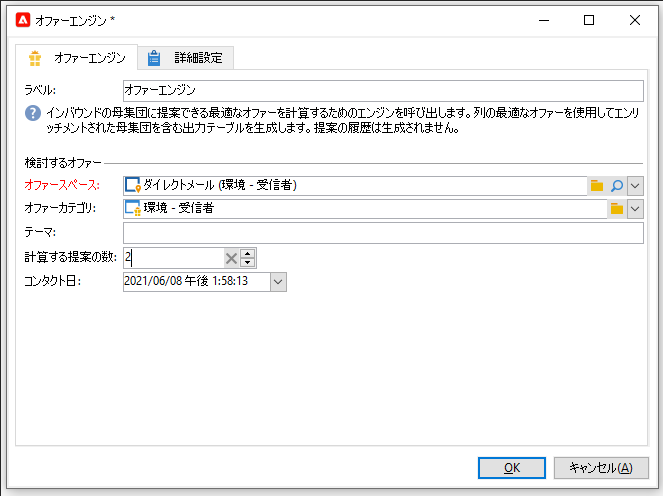 オファーエンジン *
オファーエンジン 詳細設定
ラベル: オファーエンジン
インバウンドの母集団に提案できる最適なオファーを計算するためのエンジンを呼び出します。列の最適なオファーを使用してエンリ
ッチメントされた母集団を含む出力テーブルを生成します。提案の履歴は生成されません。
検討するオファー
オファースペース: ダイレクトメール (環境 - 受信者)
オファーカテゴリ: 環境 - 受信者
テーマ:
計算する提案の数: 2
コンタクト日: 2021/06/08 午後 1:58:13
OK キャンセル(A)